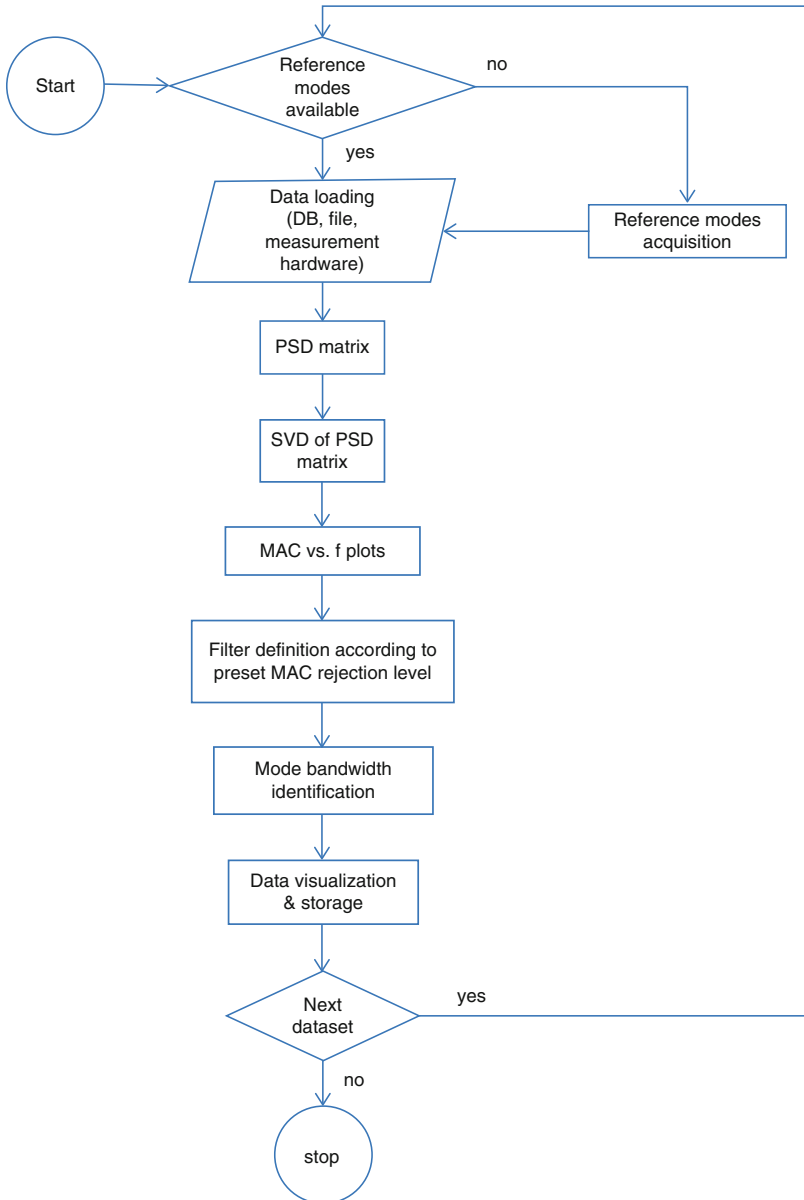 Start
Reference
modes
available
no
yes
Data loading
(DB, file,
measurement
hardware)
Reference modes
acquisition
PSD matrix
SVD of PSD
matrix
MAC vs. f plots
Filter definition according to
preset MAC rejection level
Mode bandwidth
identification
Data visualization
& storage
Next
dataset
yes
no
stop